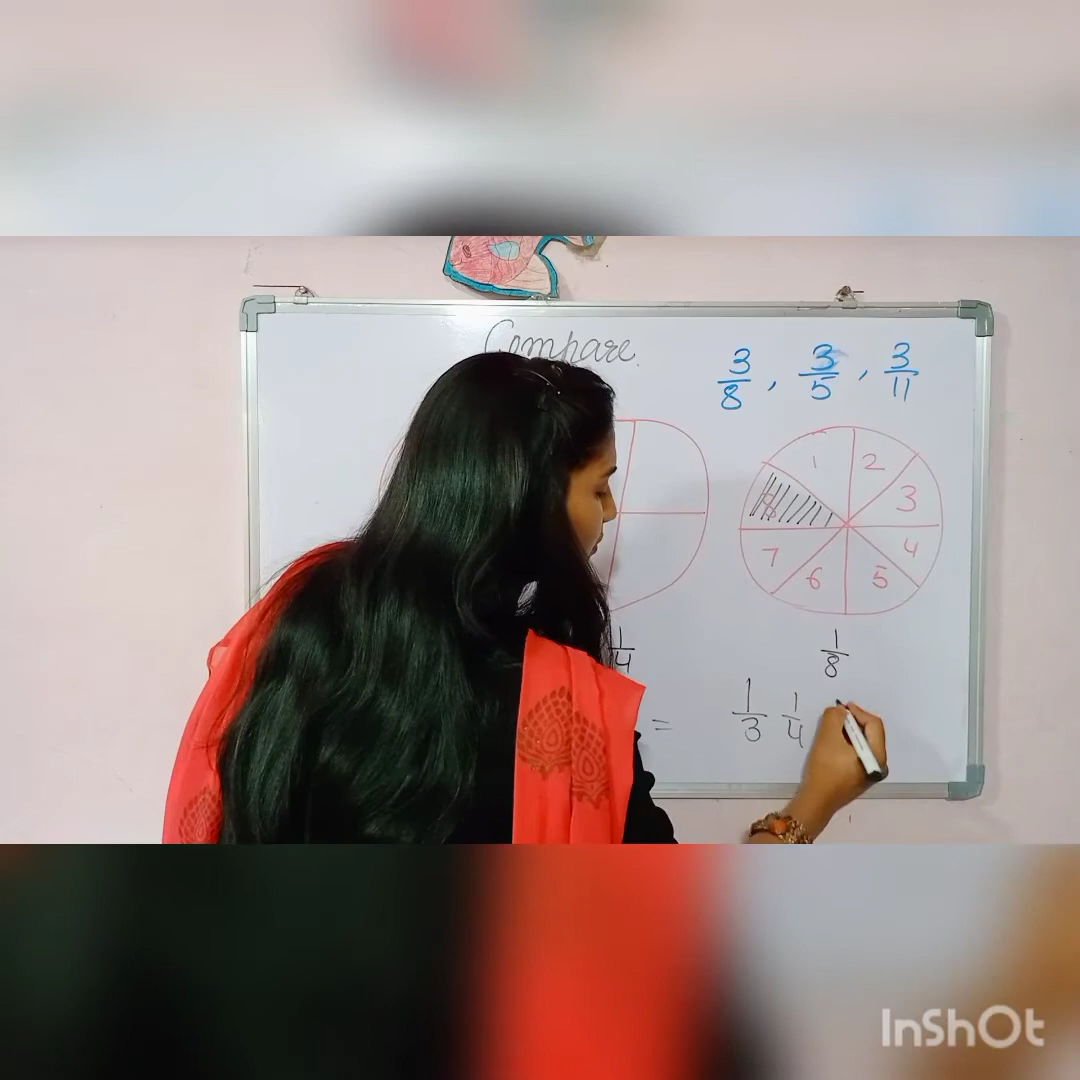 Compare
3/8 , 3/5 , 3/11
1 2
3
7 4
6 5
1/4 1/8
= 1/3 1/4
InShOt